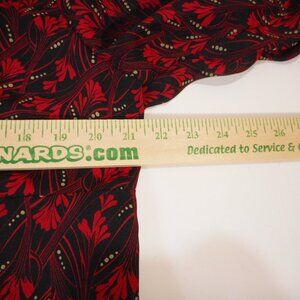 18 19 20 21 22 23 24 25 26
NARDS.com Dedicated to Service &